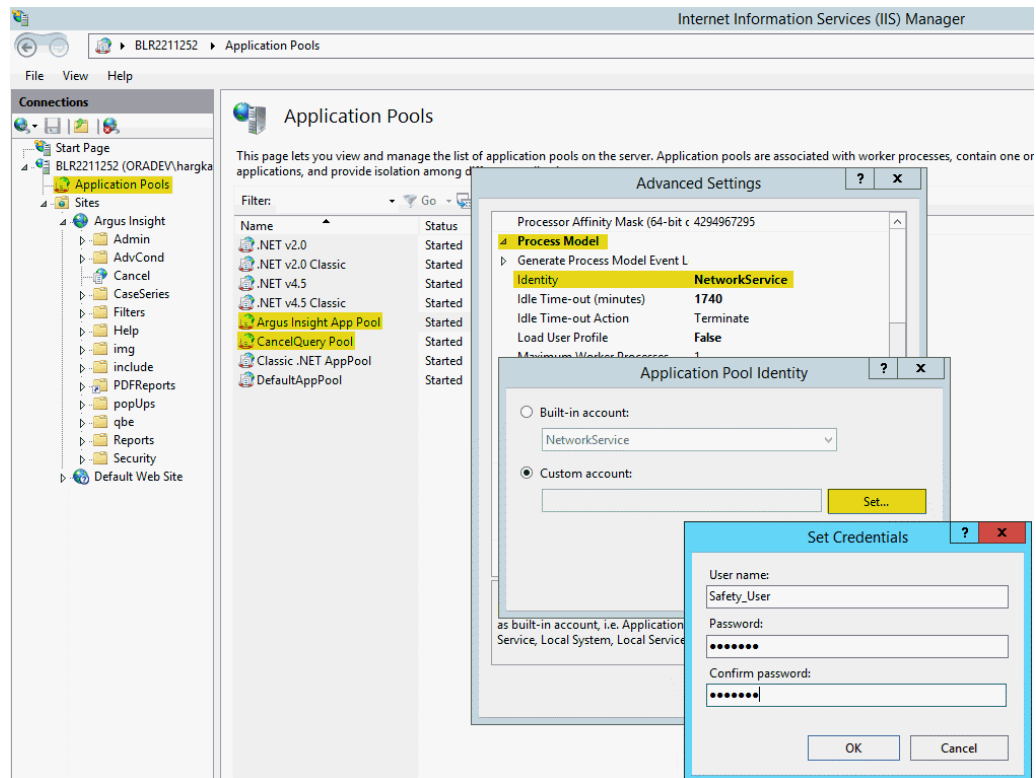 Internet Information Services (IIS) Manager
BLR2211252 Application Pools
File View Help
Connections
Start Page
BLR2211252 (ORADEV\hargka
Application Pools
Sites
Argus Insight
Admin
AdvCond
Cancel
CaseSeries
Filters
Help
img
include
PDFReports
popUps
qbe
Reports
Security
Default Web Site
Application Pools
This page lets you view and manage the list of application pools on the server. Application pools are associated with worker processes, contain one or
applications, and provide isolation among d
Filter: Go
Name Status
.NET v2.0 Started
.NET v2.0 Classic Started
.NET v4.5 Started
.NET v4.5 Classic Started
Argus Insight App Pool Started
CancelQuery Pool Started
Classic .NET AppPool Started
DefaultAppPool Started
Advanced Settings ? x
Processor Affinity Mask (64-bit c 4294967295
Process Model
Generate Process Model Event L
Identity NetworkService
Idle Time-out (minutes) 1740
Idle Time-out Action Terminate
Load User Profile False
Maximum Worker Processes 1
Application Pool Identity ? x
Built-in account:
NetworkService
Custom account:
Set...
as built-in account, i.e. Application
Service, Local System, Local Service
Set Credentials ? x
User name:
Safety_User
Password:
•••••••
Confirm password:
•••••••
OK Cancel